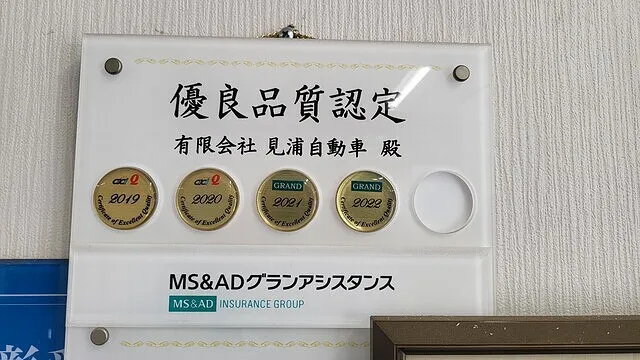 優良品質認定
有限会社 見浦自動車 殿
2019
Certificate of Excellent Quality
2020
Certificate of Excellent Quality
GRAND
2021
Certificate of Excellent Quality
GRAND
2022
Certificate of Excellent Quality
MS&ADグランアシスタンス
MS&AD INSURANCE GROUP